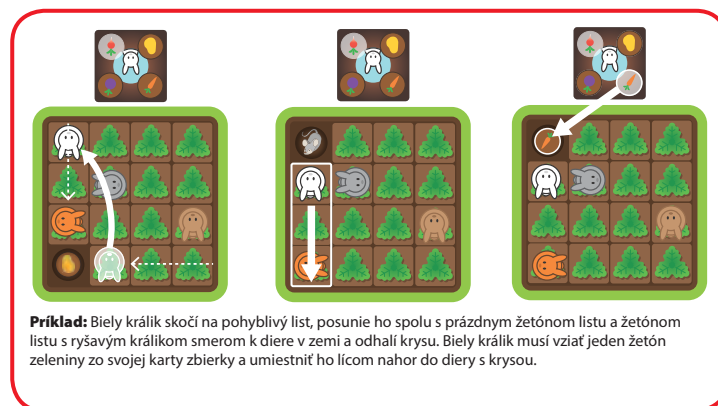 Príklad: Biely králik skočí na pohyblivý list, posunie ho spolu s prázdnym žetónom listu a žetónom
listu s ryšavým králikom smerom k diere v zemi a odhalí krysu. Biely králik musí vziať jeden žetón
zeleniny zo svojej karty zbierky a umiestniť ho lícom nahor do diery s krysou.